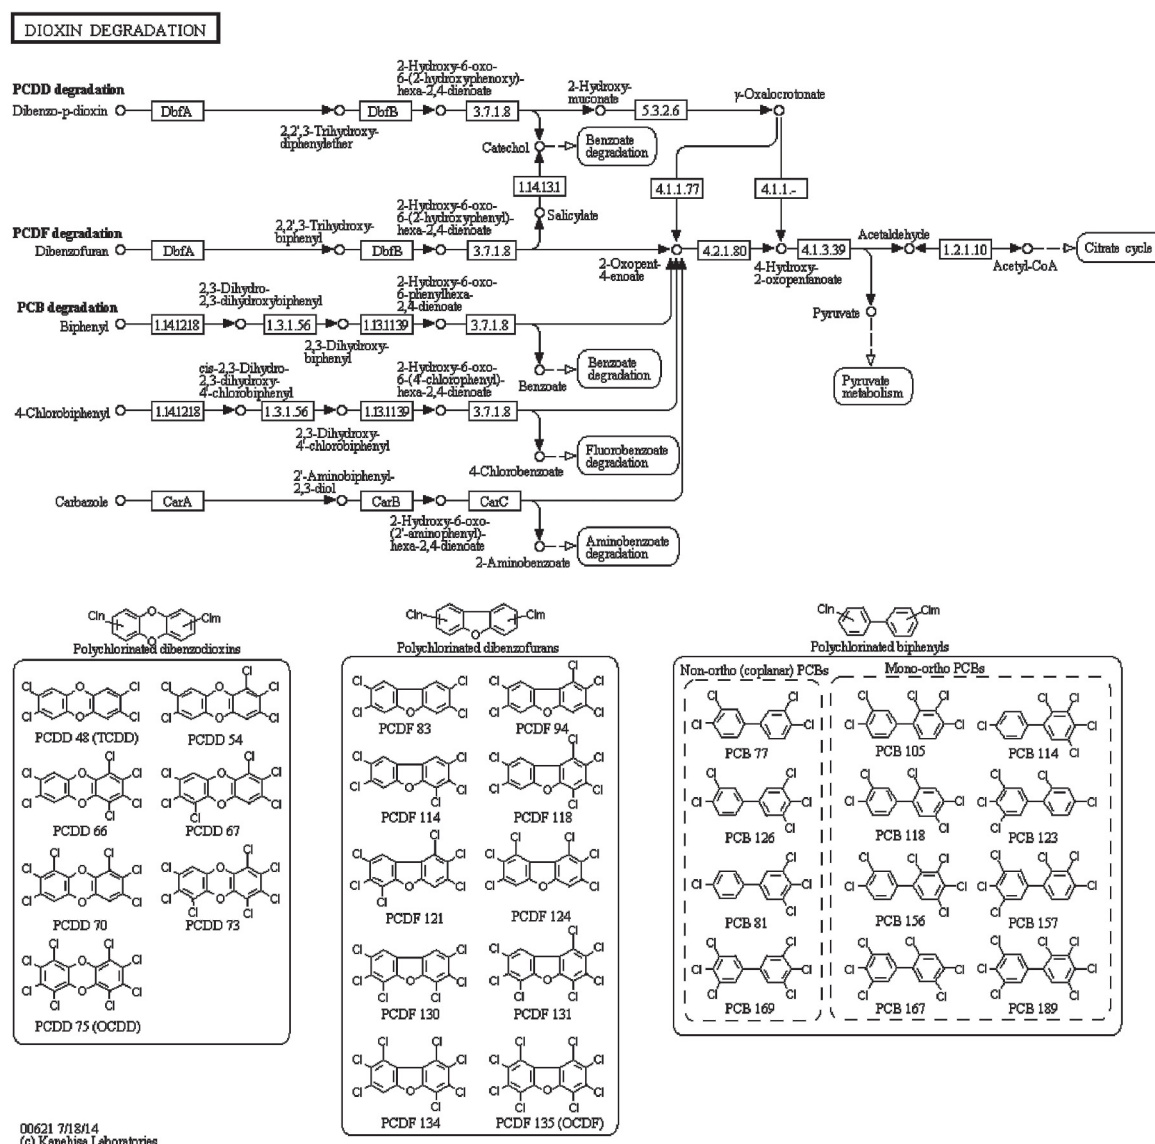 DIOXIN DEGRADATION
PCDD degradation
Dibenzo-p-dioxin
DbfA
2,2',3-Trihydroxy-
diphenylether
DbfB
2-Hydroxy-6-oxo-
6-(2'-hydroxyphenoxy)-
hexa-2,4-dienoate
3.7.1.8
2-Hydroxy-
muconate
5.3.2.6
γ-Oxalocrotonate
Catechol
Benzoate
degradation
1.14.13.1
Salicylate
4.1.1.77
4.1.1.-
PCDF degradation
Dibenzofuran
DbfA
2,2',3-Trihydroxy-
biphenyl
DbfB
2-Hydroxy-6-oxo-
6-(2'-hydroxyphenyl)-
hexa-2,4-dienoate
3.7.1.8
2-Oxopent-
4-enoate
4.2.1.80
4-Hydroxy-
2-oxopentanoate
4.1.3.39
Acetaldehyde
1.2.1.10
Acetyl-CoA
Citrate cycle
Pyruvate
Pyruvate
metabolism
PCB degradation
Biphenyl
1.14.12.18
2,3-Dihydro-
2,3-dihydroxybiphenyl
1.3.1.56
2,3-Dihydroxy-
biphenyl
1.13.11.39
2-Hydroxy-6-oxo-
6-phenylhexa-
2,4-dienoate
3.7.1.8
Benzoate
Benzoate
degradation
4-Chlorobiphenyl
1.14.12.18
cis-2,3-Dihydro-
2,3-dihydroxy-
4'-chlorobiphenyl
1.3.1.56
2,3-Dihydroxy-
4'-chlorobiphenyl
1.13.11.39
2-Hydroxy-6-oxo-
6-(4'-chlorophenyl)-
hexa-2,4-dienoate
3.7.1.8
4-Chlorobenzoate
Fluorobenzoate
degradation
Carbazole
CarA
2'-Aminobiphenyl-
2,3-diol
CarB
2-Hydroxy-6-oxo-
(2'-aminophenyl)-
hexa-2,4-dienoate
CarC
2-Aminobenzoate
Aminobenzoate
degradation
Cln Clm
Polychlorinated dibenzodioxins
PCDD 48 (TCDD)
PCDD 54
PCDD 66
PCDD 67
PCDD 70
PCDD 73
PCDD 75 (OCDD)
Cln Clm
Polychlorinated dibenzofurans
PCDF 83
PCDF 94
PCDF 114
PCDF 118
PCDF 121
PCDF 124
PCDF 130
PCDF 131
PCDF 134
PCDF 135 (OCDF)
Cln Clm
Polychlorinated biphenyls
Non-ortho (coplanar) PCBs
Mono-ortho PCBs
PCB 77
PCB 105
PCB 114
PCB 126
PCB 118
PCB 123
PCB 81
PCB 156
PCB 157
PCB 169
PCB 167
PCB 189
00621 7/18/14
(c) Kanehisa Laboratories